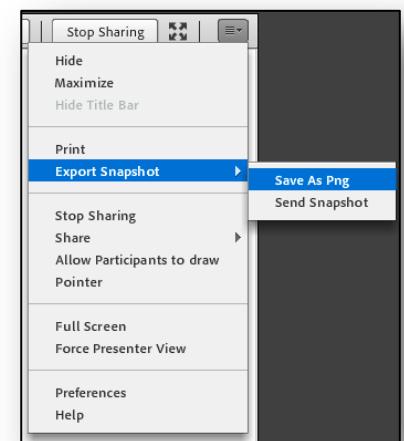 Stop Sharing
Hide
Maximize
Hide Title Bar
Print
Export Snapshot
Save As Png
Send Snapshot
Stop Sharing
Share
Allow Participants to draw
Pointer
Full Screen
Force Presenter View
Preferences
Help